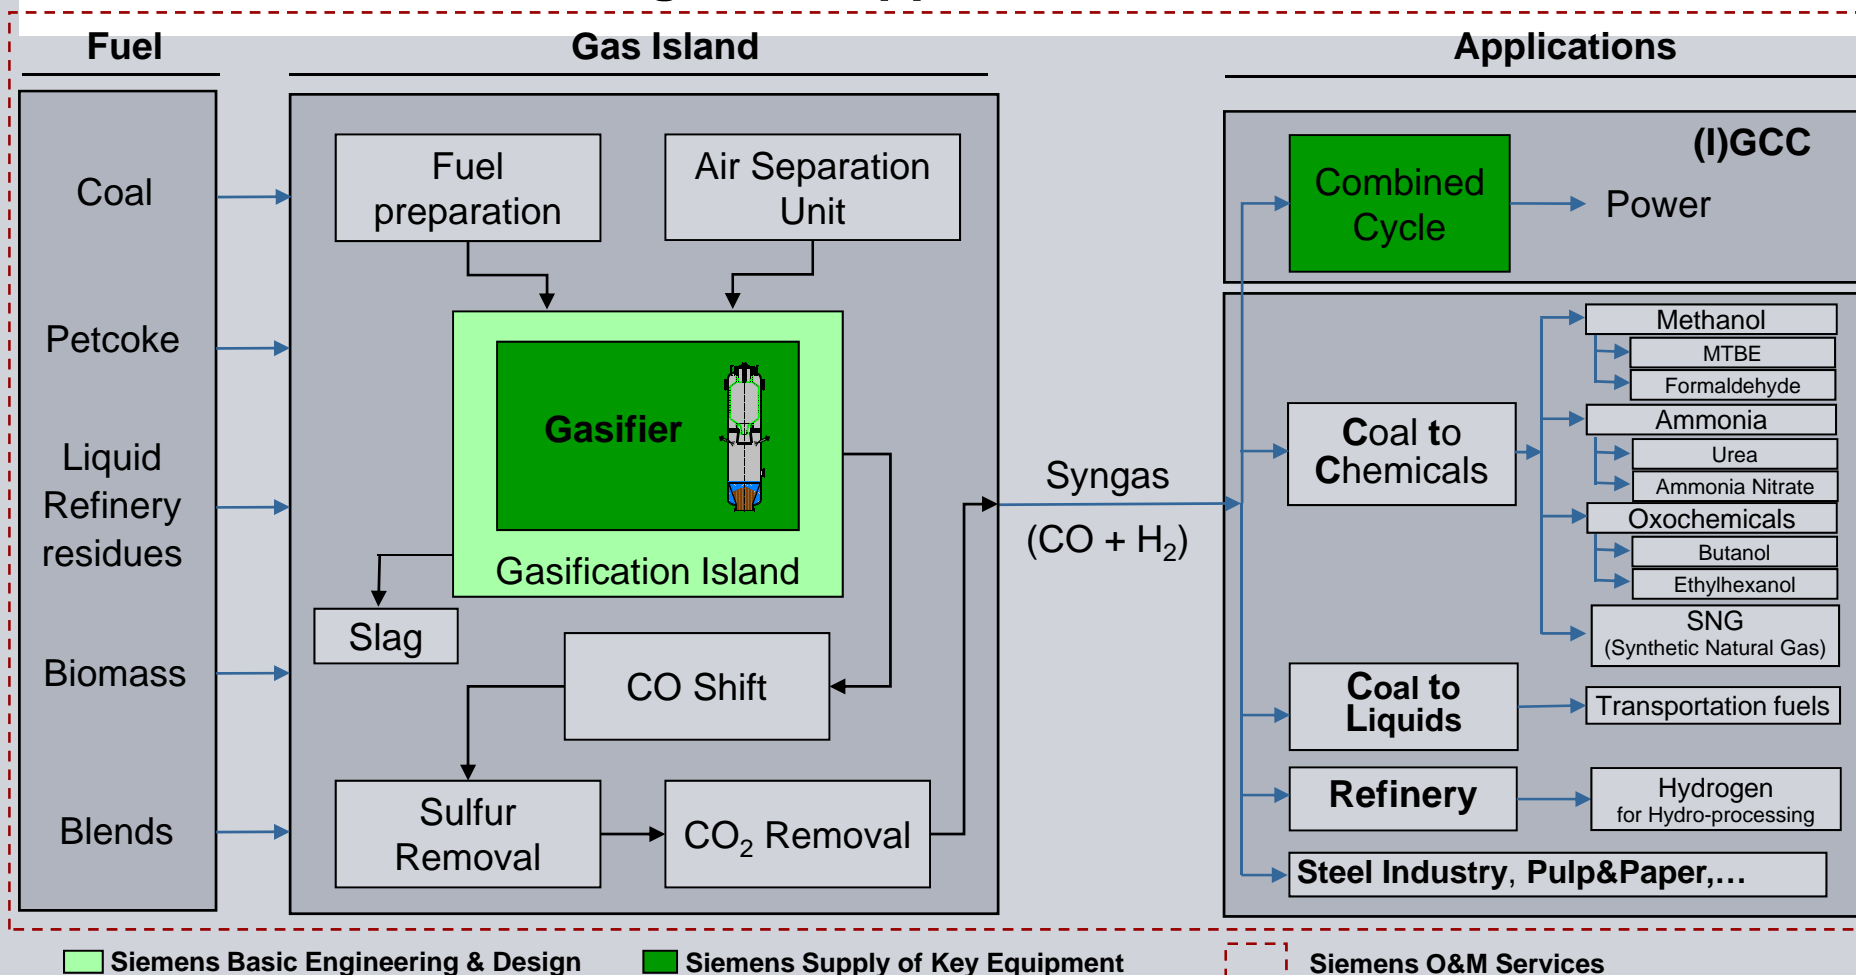 Fuel
Gas Island
Applications
Coal
Petcoke
Liquid
Refinery
residues
Biomass
Blends
Fuel
preparation
Air Separation
Unit
Gasifier
Gasification Island
Slag
CO Shift
Sulfur
Removal
CO₂ Removal
Syngas
(CO + H₂)
(I)GCC
Combined
Cycle
Power
Coal to
Chemicals
Methanol
MTBE
Formaldehyde
Ammonia
Urea
Ammonia Nitrate
Oxochemicals
Butanol
Ethylhexanol
SNG
(Synthetic Natural Gas)
Coal to
Liquids
Transportation fuels
Refinery
Hydrogen
for Hydro-processing
Steel Industry, Pulp&Paper,…
Siemens Basic Engineering & Design
Siemens Supply of Key Equipment
Siemens O&M Services